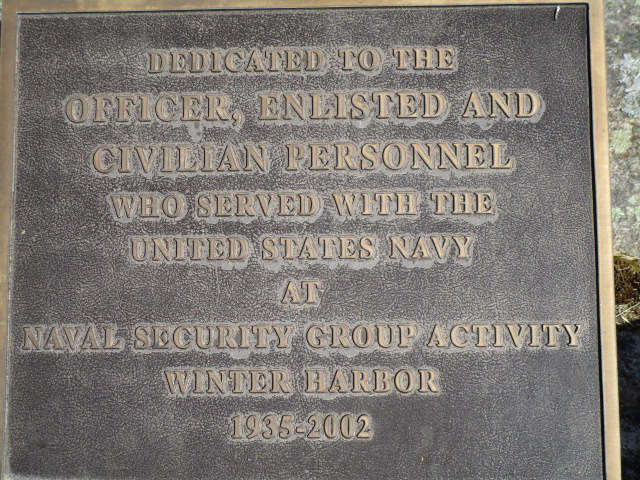 DEDICATED TO THE
OFFICER, ENLISTED AND
CIVILIAN PERSONNEL
WHO SERVED WITH THE
UNITED STATES NAVY
AT
NAVAL SECURITY GROUP ACTIVITY
WINTER HARBOR
1935-2002